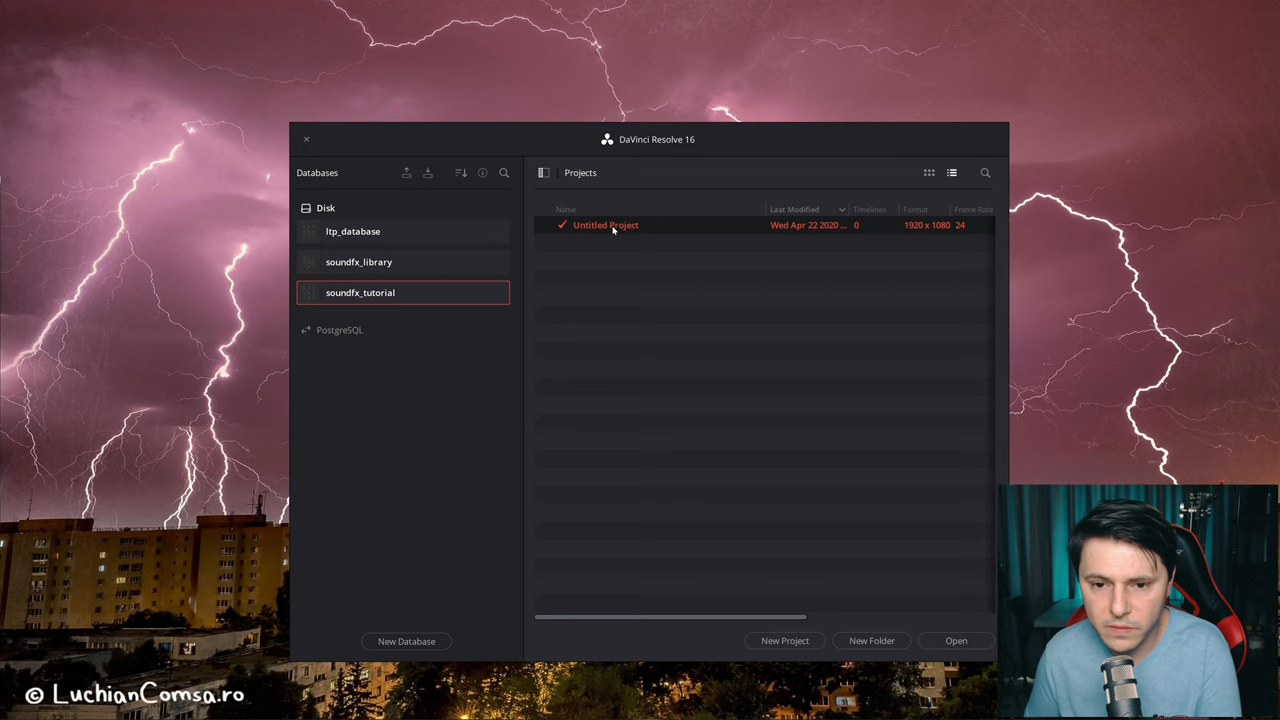 DaVinci Resolve 16
Databases
Projects
Disk
ltp_database
soundfx_library
soundfx_tutorial
PostgreSQL
Name Last Modified Timelines Format Frame Rate
Untitled Project Wed Apr 22 2020 ... 0 1920 x 1080 24
New Database
New Project New Folder Open
© LuchianComsa.ro